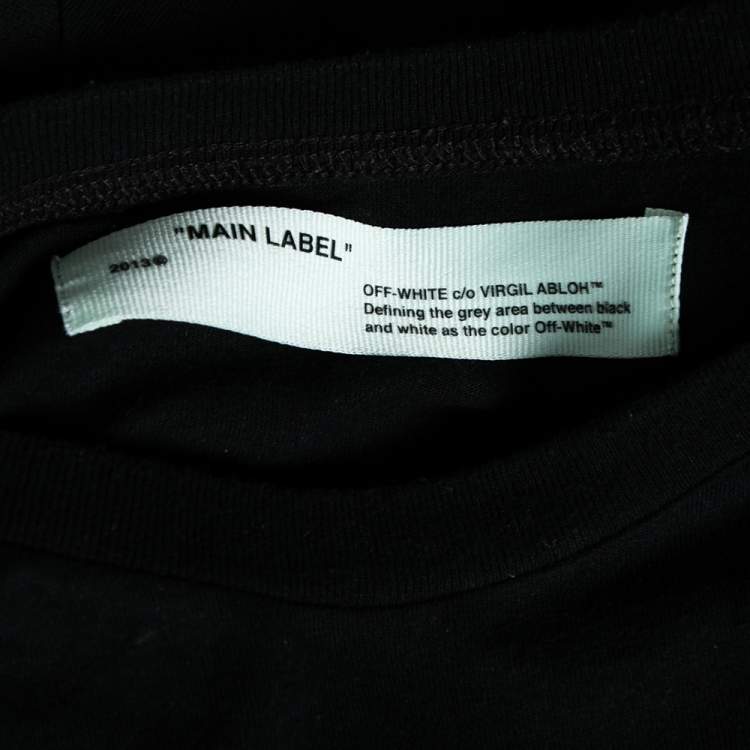 "MAIN LABEL"
2013®
OFF-WHITE c/o VIRGIL ABLOH™
Defining the grey area between black
and white as the color Off-White™